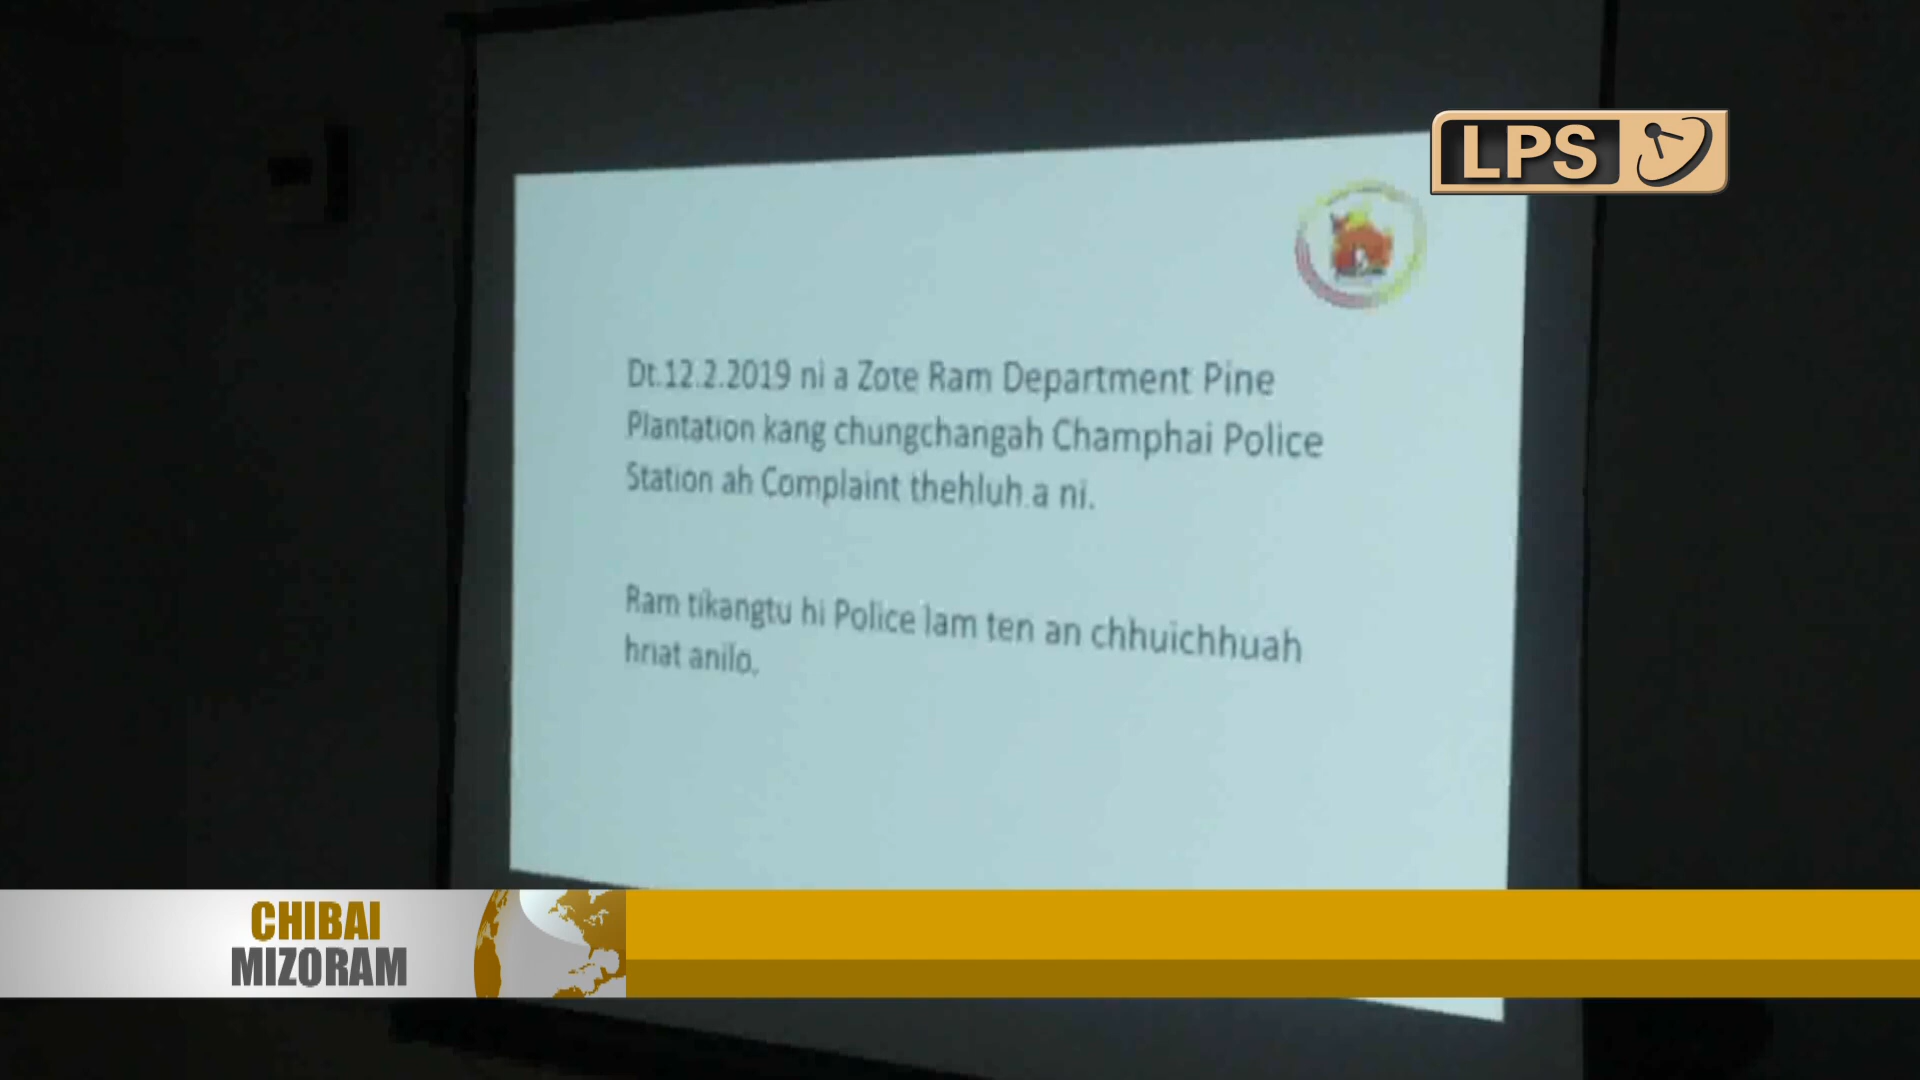 LPS
Dt.12.2.2019 ni a Zote Ram Department Pine
Plantation kang chungchangah Champhai Police
Station ah Complaint thehluh a ni.
Ram tikangtu hi Police lam ten an chhuichhuah
hriat anilo.
CHIBAI
MIZORAM